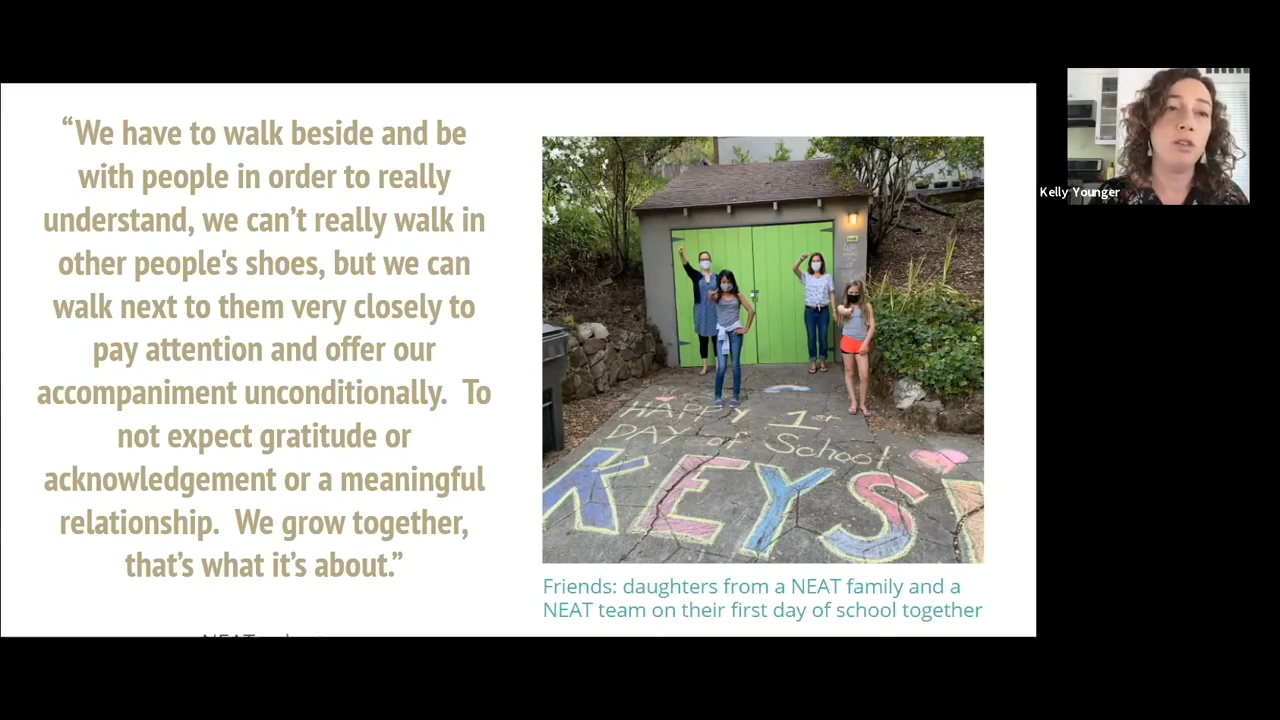 “We have to walk beside and be
with people in order to really
understand, we can’t really walk in
other people's shoes, but we can
walk next to them very closely to
pay attention and offer our
accompaniment unconditionally.  To
not expect gratitude or
acknowledgement or a meaningful
relationship.  We grow together,
that’s what it’s about.”
HAPPY 1st
DAY of School!
KEYS!
Friends: daughters from a NEAT family and a
NEAT team on their first day of school together
Kelly Younger